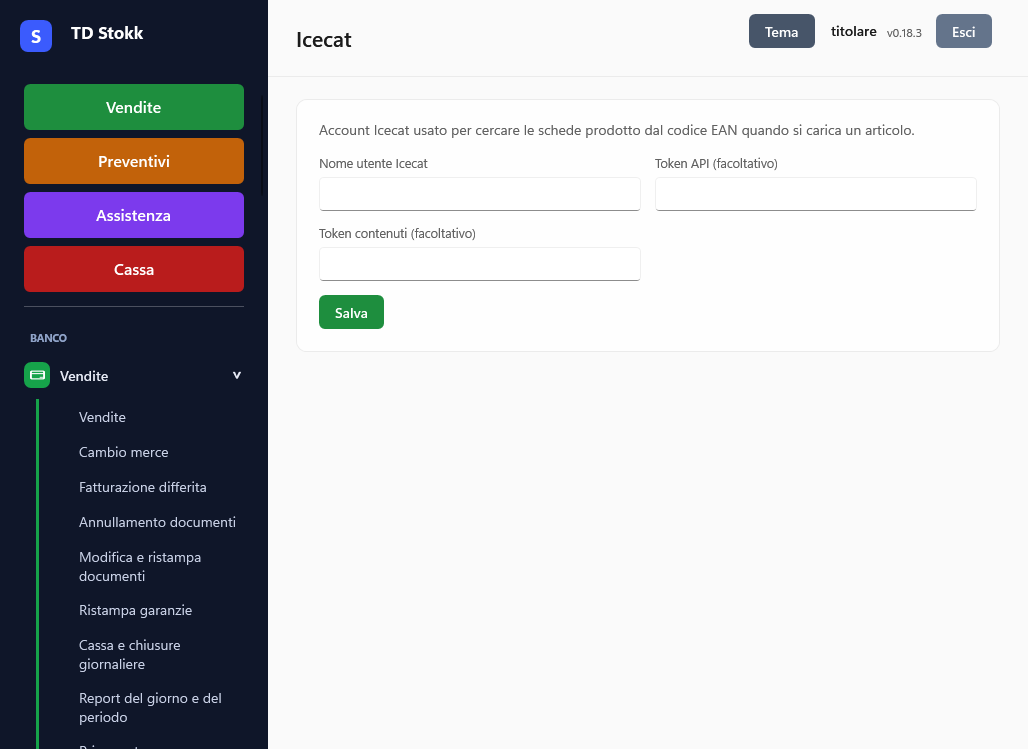 S
TD Stokk
Vendite
Preventivi
Assistenza
Cassa
BANCO
Vendite
Vendite
Cambio merce
Fatturazione differita
Annullamento documenti
Modifica e ristampa
documenti
Ristampa garanzie
Cassa e chiusure
giornaliere
Report del giorno e del
periodo
Icecat
Tema
titolare
v0.18.3
Esci
Account Icecat usato per cercare le schede prodotto dal codice EAN quando si carica un articolo.
Nome utente Icecat
Token API (facoltativo)
Token contenuti (facoltativo)
Salva